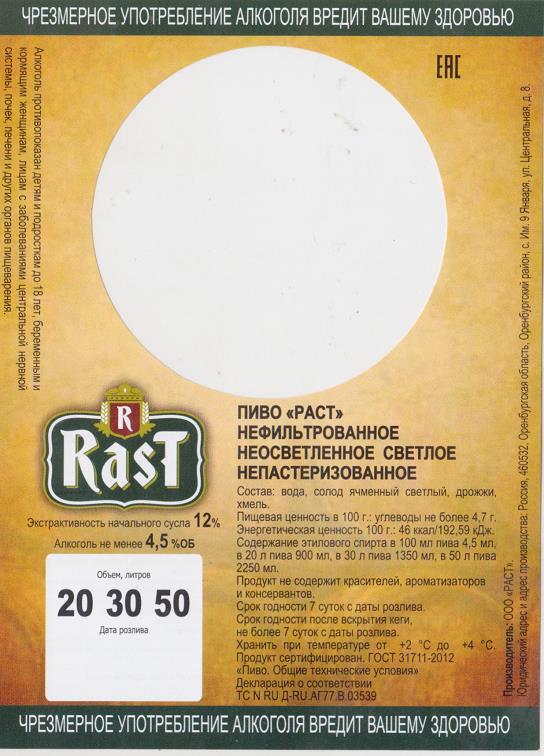 ЧРЕЗМЕРНОЕ УПОТРЕБЛЕНИЕ АЛКОГОЛЯ ВРЕДИТ ВАШЕМУ ЗДОРОВЬЮ
EAC
Алкоголь противопоказан детям и подросткам до 18 лет, беременным и
кормящим женщинам, лицам с заболеваниями центральной нервной
системы, почек, печени и других органов пищеварения.
R
RasT
Экстрактивность начального сусла 12%
Алкоголь не менее 4,5 %ОБ
Объем, литров
20 30 50
Дата розлива
ПИВО «РАСТ»
НЕФИЛЬТРОВАННОЕ
НЕОСВЕТЛЕННОЕ СВЕТЛОЕ
НЕПАСТЕРИЗОВАННОЕ
Состав: вода, солод ячменный светлый, дрожжи,
хмель.
Пищевая ценность в 100 г.: углеводы не более 4,7 г.
Энергетическая ценность 100 г.: 46 ккал/192,59 кДж.
Содержание этилового спирта в 100 мл пива 4,5 мл,
в 20 л пива 900 мл, в 30 л пива 1350 мл, в 50 л пива
2250 мл.
Продукт не содержит красителей, ароматизаторов
и консервантов.
Срок годности 7 суток с даты розлива.
Срок годности после вскрытия кеги,
не более 7 суток с даты розлива.
Хранить при температуре от +2 °С до +4 °С.
Продукт сертифицирован. ГОСТ 31711-2012
«Пиво. Общие технические условия»
Декларация о соответствии
ТС N RU Д-RU.АГ77.В.03539
Производитель: ООО «РАСТ».
Юридический адрес и адрес производства: Россия, 460532, Оренбургская область, Оренбургский район, с. Им. 9 Января, ул. Центральная, д. 8.
ЧРЕЗМЕРНОЕ УПОТРЕБЛЕНИЕ АЛКОГОЛЯ ВРЕДИТ ВАШЕМУ ЗДОРОВЬЮ